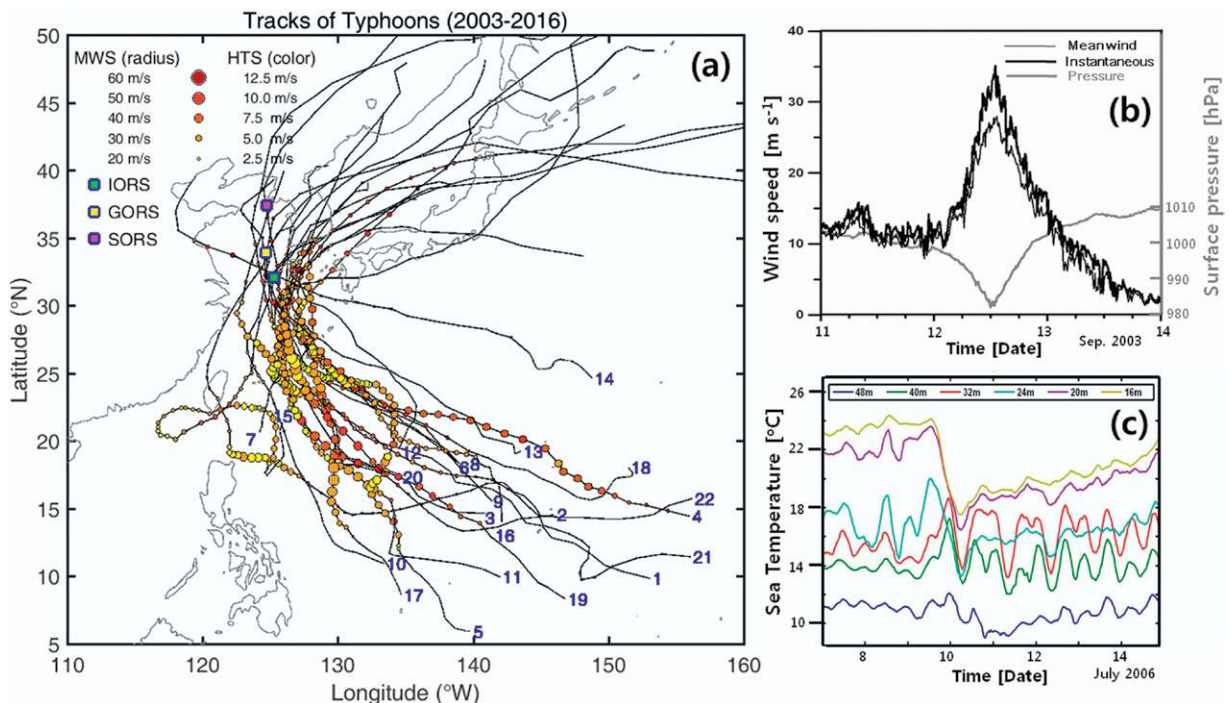 Tracks of Typhoons (2003-2016)
(a)
MWS (radius) HTS (color)
60 m/s 12.5 m/s
50 m/s 10.0 m/s
40 m/s 7.5 m/s
30 m/s 5.0 m/s
20 m/s 2.5 m/s
IORS
GORS
SORS
Latitude (°N)
50
45
40
35
30
25
20
15
10
5
110 120 130 140 150 160
Longitude (°W)
14
7
15
12
6
8
13
18
20
9
22
4
3
2
16
21
10
11
1
17
19
5
(b)
Mean wind
Instantaneous
Pressure
Wind speed [m s⁻¹]
50
40
30
20
10
0
Surface pressure [hPa]
1010
1000
990
980
11 12 13 14
Time [Date]
Sep. 2003
(c)
48m 40m 32m 24m 20m 16m
Sea Temperature [°C]
26
22
18
14
10
8 10 12 14
Time [Date]
July 2006